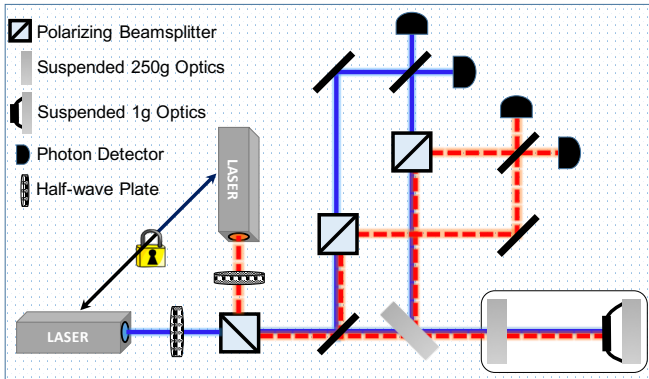 Polarizing Beamsplitter
Suspended 250g Optics
Suspended 1g Optics
Photon Detector
Half-wave Plate
LASER
LASER